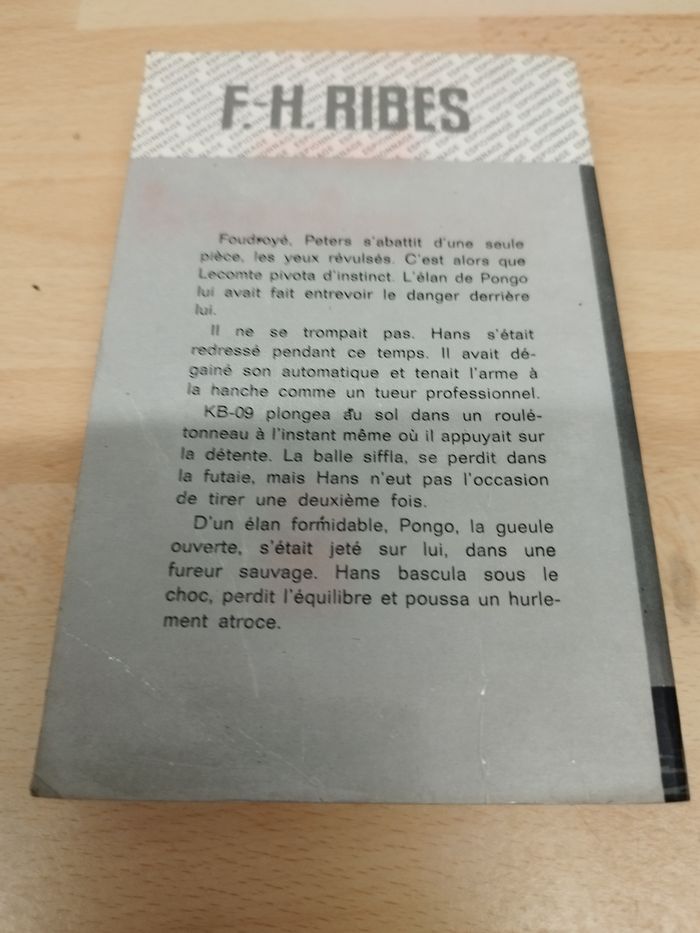 ESPIONNAGE ESPIONNAGE ESPIONNAGE ESPIONNAGE
F.-H. RIBES
Foudroyé, Peters s'abattit d'une seule
pièce, les yeux révulsés. C'est alors que
Lecomte pivota d'instinct. L'élan de Pongo
lui avait fait entrevoir le danger derrière
lui.
Il ne se trompait pas. Hans s'était
redressé pendant ce temps. Il avait dé-
gainé son automatique et tenait l'arme à
la hanche comme un tueur professionnel.
KB-09 plongea au sol dans un roulé-
tonneau à l'instant même où il appuyait sur
la détente. La balle siffla, se perdit dans
la futaie, mais Hans n'eut pas l'occasion
de tirer une deuxième fois.
D'un élan formidable, Pongo, la gueule
ouverte, s'était jeté sur lui, dans une
fureur sauvage. Hans bascula sous le
choc, perdit l'équilibre et poussa un hurle-
ment atroce.